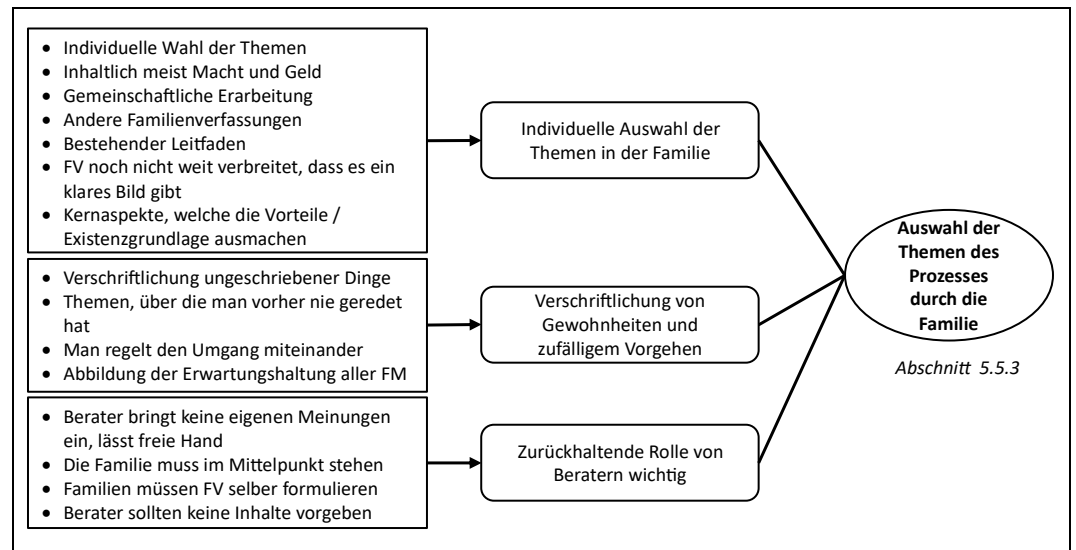 • Individuelle Wahl der Themen
• Inhaltlich meist Macht und Geld
• Gemeinschaftliche Erarbeitung
• Andere Familienverfassungen
• Bestehender Leitfaden
• FV noch nicht weit verbreitet, dass es ein
klares Bild gibt
• Kernaspekte, welche die Vorteile /
Existenzgrundlage ausmachen
Individuelle Auswahl der
Themen in der Familie
• Verschriftlichung ungeschriebener Dinge
• Themen, über die man vorher nie geredet
hat
• Man regelt den Umgang miteinander
• Abbildung der Erwartungshaltung aller FM
Verschriftlichung von
Gewohnheiten und
zufälligem Vorgehen
• Berater bringt keine eigenen Meinungen
ein, lässt freie Hand
• Die Familie muss im Mittelpunkt stehen
• Familien müssen FV selber formulieren
• Berater sollten keine Inhalte vorgeben
Zurückhaltende Rolle von
Beratern wichtig
Auswahl der
Themen des
Prozesses
durch die
Familie
Abschnitt 5.5.3